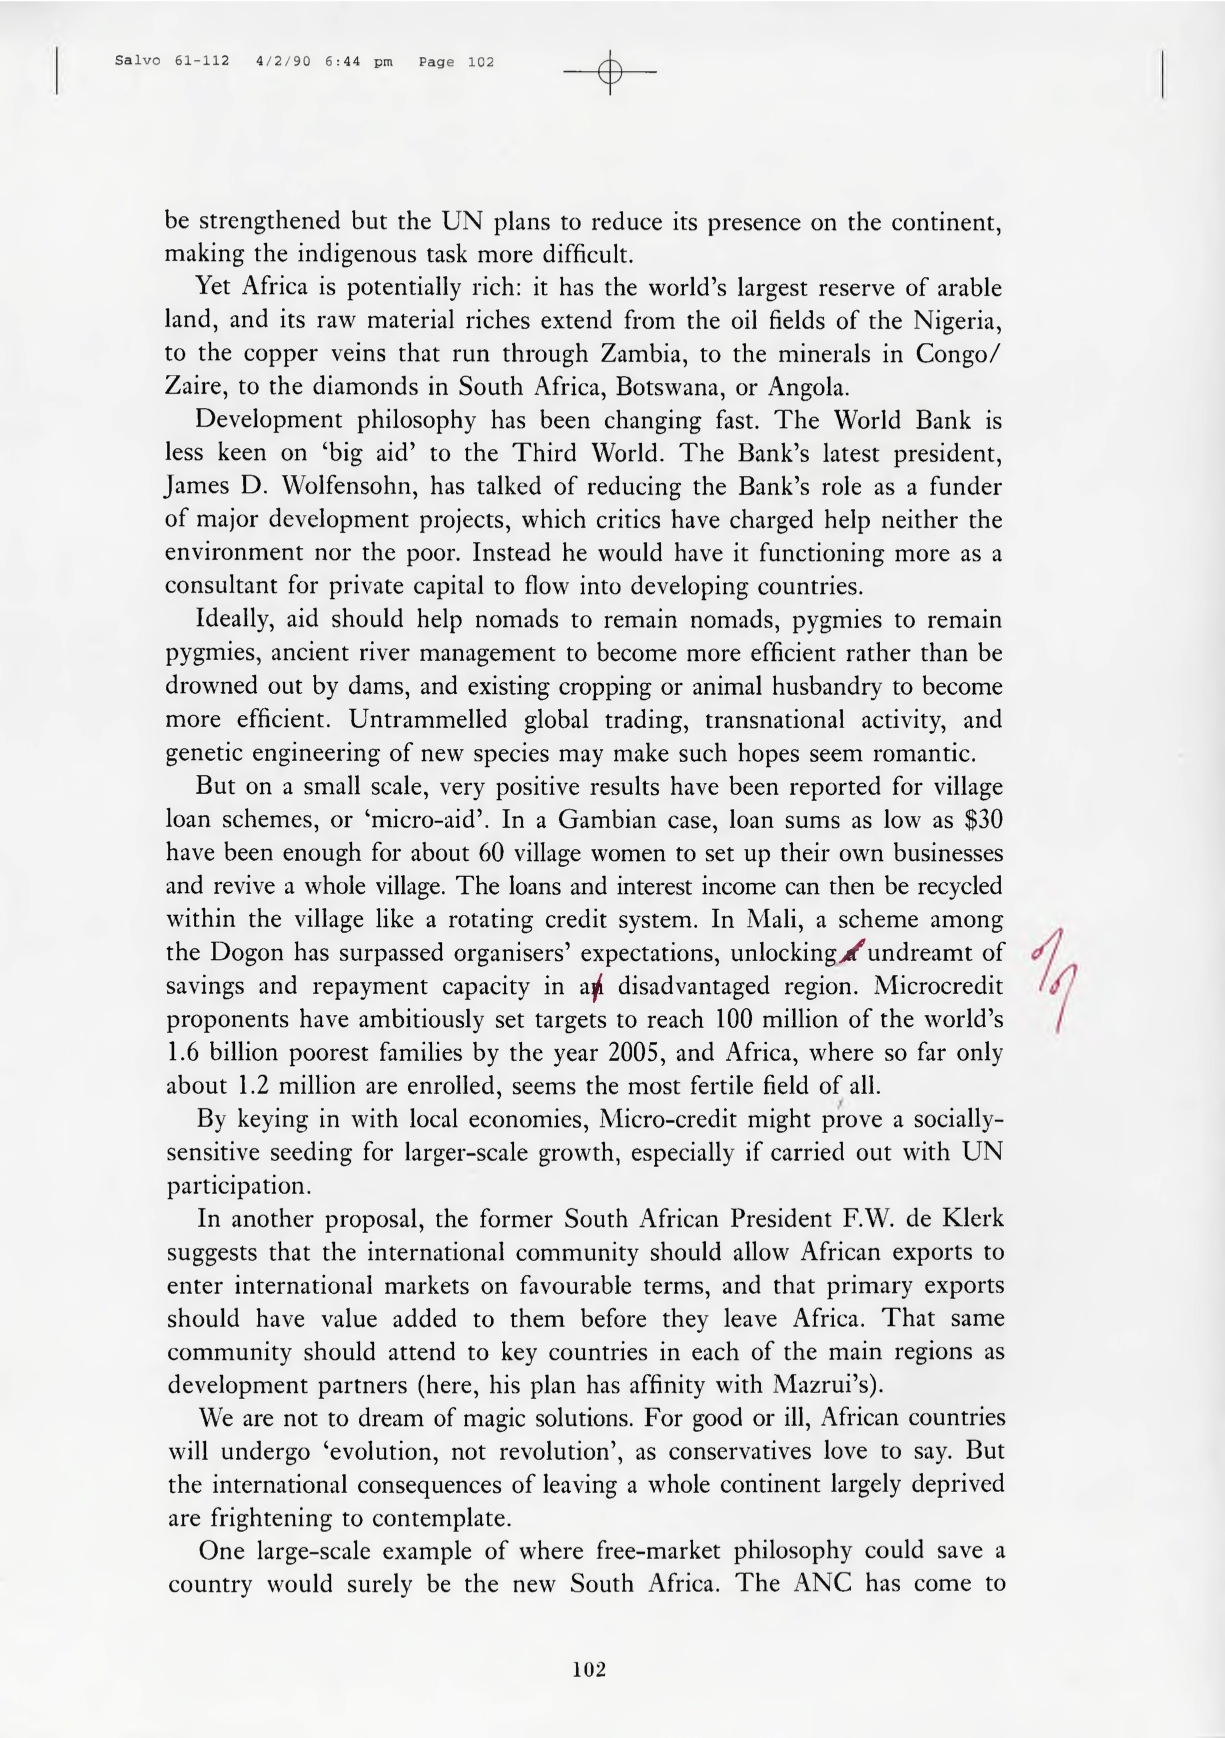 Salvo 61-112 4/2/90 6:44 pm Page 102
be strengthened but the UN plans to reduce its presence on the continent,
making the indigenous task more difficult.
Yet Africa is potentially rich: it has the world’s largest reserve of arable
land, and its raw material riches extend from the oil fields of the Nigeria,
to the copper veins that run through Zambia, to the minerals in Congo/
Zaire, to the diamonds in South Africa, Botswana, or Angola.
Development philosophy has been changing fast. The World Bank is
less keen on ‘big aid’ to the Third World. The Bank’s latest president,
James D. Wolfensohn, has talked of reducing the Bank’s role as a funder
of major development projects, which critics have charged help neither the
environment nor the poor. Instead he would have it functioning more as a
consultant for private capital to flow into developing countries.
Ideally, aid should help nomads to remain nomads, pygmies to remain
pygmies, ancient river management to become more efficient rather than be
drowned out by dams, and existing cropping or animal husbandry to become
more efficient. Untrammelled global trading, transnational activity, and
genetic engineering of new species may make such hopes seem romantic.
But on a small scale, very positive results have been reported for village
loan schemes, or ‘micro-aid’. In a Gambian case, loan sums as low as $30
have been enough for about 60 village women to set up their own businesses
and revive a whole village. The loans and interest income can then be recycled
within the village like a rotating credit system. In Mali, a scheme among
the Dogon has surpassed organisers’ expectations, unlocking undreamt of
savings and repayment capacity in an disadvantaged region. Microcredit
proponents have ambitiously set targets to reach 100 million of the world’s
1.6 billion poorest families by the year 2005, and Africa, where so far only
about 1.2 million are enrolled, seems the most fertile field of all.
By keying in with local economies, Micro-credit might prove a socially-
sensitive seeding for larger-scale growth, especially if carried out with UN
participation.
In another proposal, the former South African President F.W. de Klerk
suggests that the international community should allow African exports to
enter international markets on favourable terms, and that primary exports
should have value added to them before they leave Africa. That same
community should attend to key countries in each of the main regions as
development partners (here, his plan has affinity with Mazrui’s).
We are not to dream of magic solutions. For good or ill, African countries
will undergo ‘evolution, not revolution’, as conservatives love to say. But
the international consequences of leaving a whole continent largely deprived
are frightening to contemplate.
One large-scale example of where free-market philosophy could save a
country would surely be the new South Africa. The ANC has come to
102